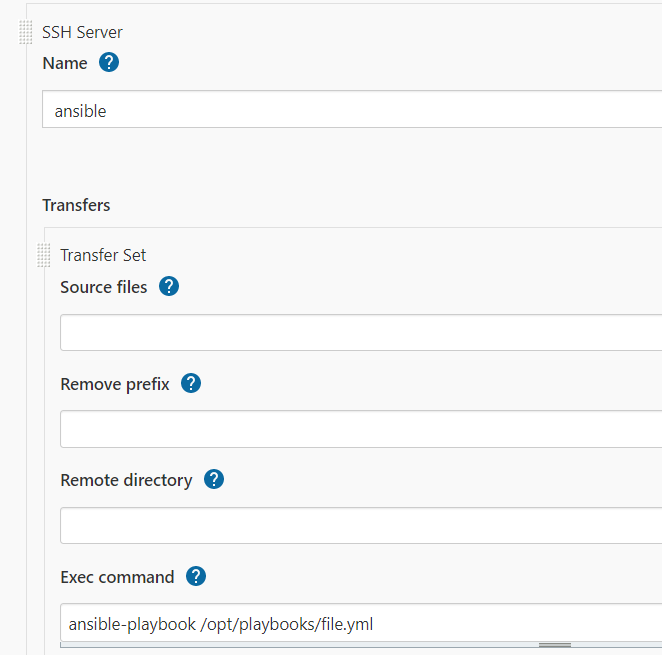 SSH Server
Name ?
ansible
Transfers
Transfer Set
Source files ?
Remove prefix ?
Remote directory ?
Exec command ?
ansible-playbook /opt/playbooks/file.yml